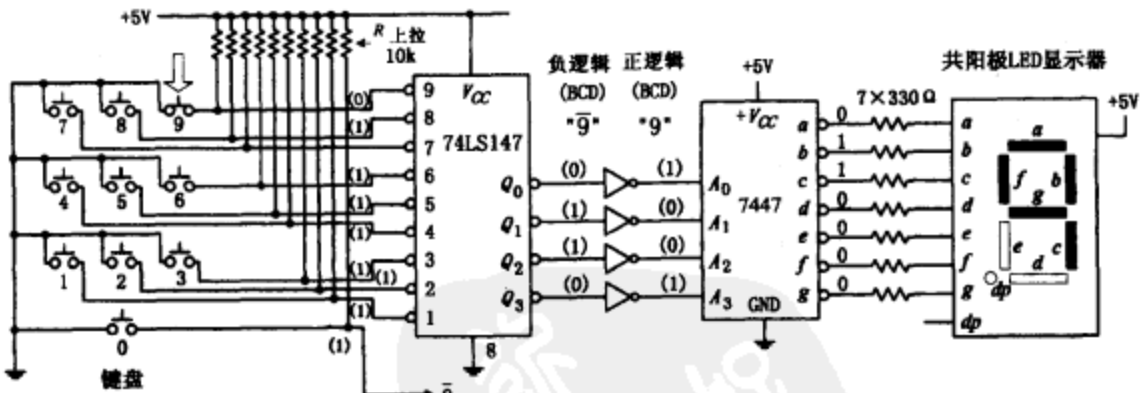 +5V
R 上拉
10k
负逻辑 正逻辑
(BCD) (BCD)
"9̅" "9"
+5V
共阳极LED显示器
7×330Ω
+5V
7 8 9
4 5 6
1 2 3
0
键盘
(0)
(1)
(1)
(1)
(1)
(1)
(1)
(1)
(1)
9
8
7
6
5
4
3
2
1
V_CC
74LS147
Q₀
Q₁
Q₂
Q₃
8
(0) (1)
(1) (0)
(1) (0)
(0) (1)
+V_CC
7447
A₀
A₁
A₂
A₃
GND
a 0
b 1
c 1
d 0
e 0
f 0
g 0
a
b
c
d
e
f
g
dp
a
f b
g
e c
d
dp